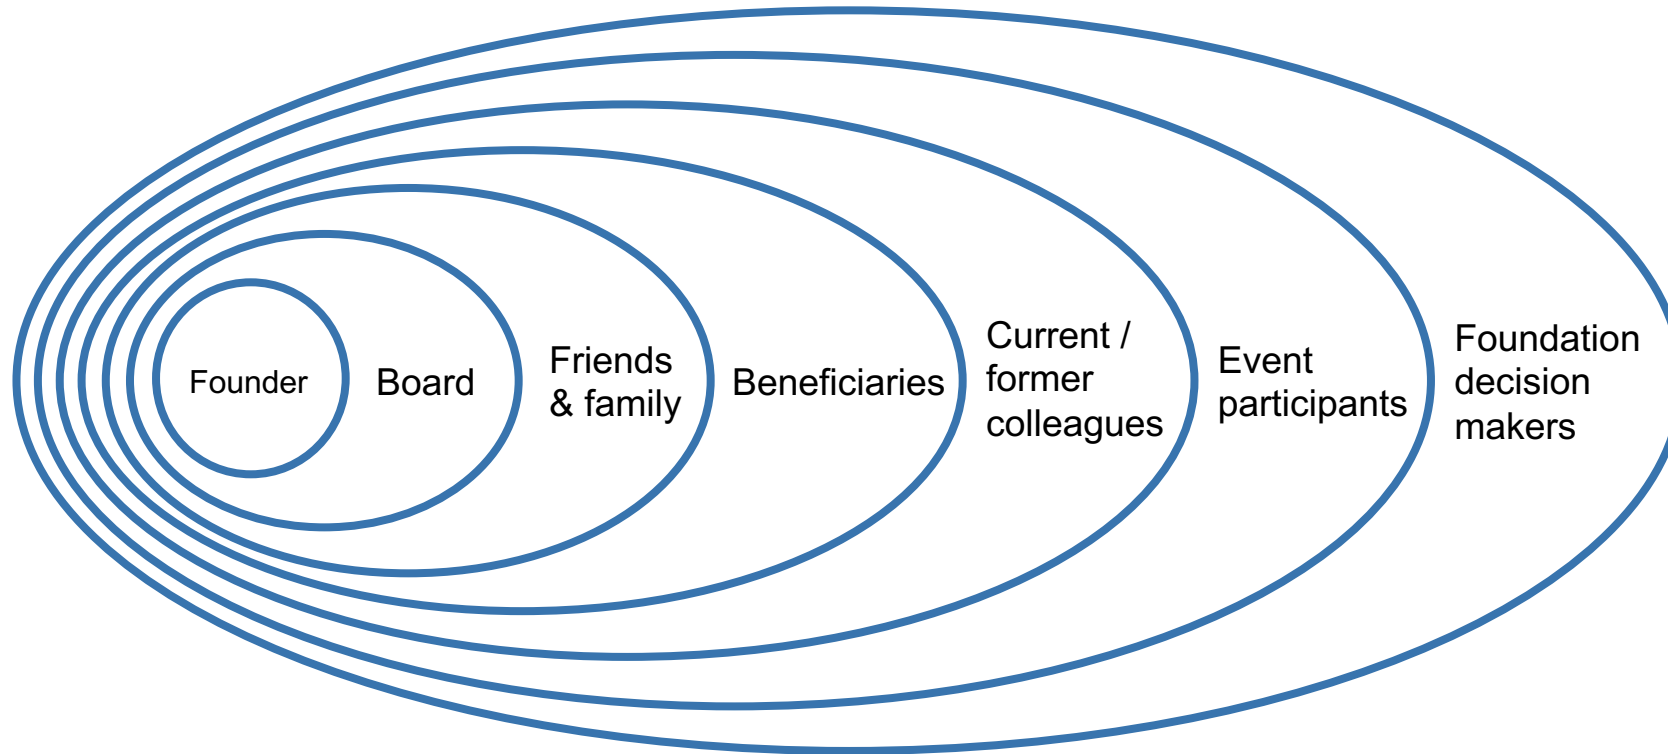 Founder
Board
Friends
& family
Beneficiaries
Current /
former
colleagues
Event
participants
Foundation
decision
makers